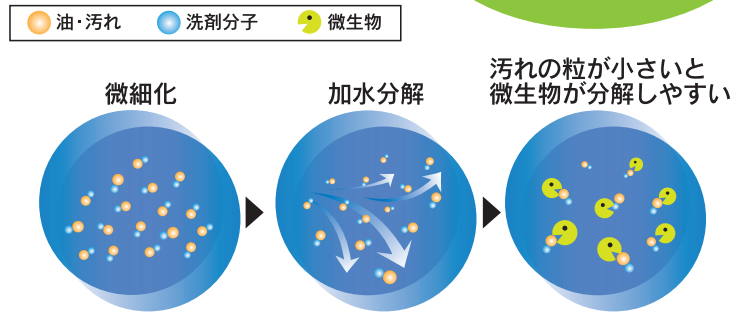 油・汚れ 洗剤分子 微生物
微細化
加水分解
汚れの粒が小さいと
微生物が分解しやすい